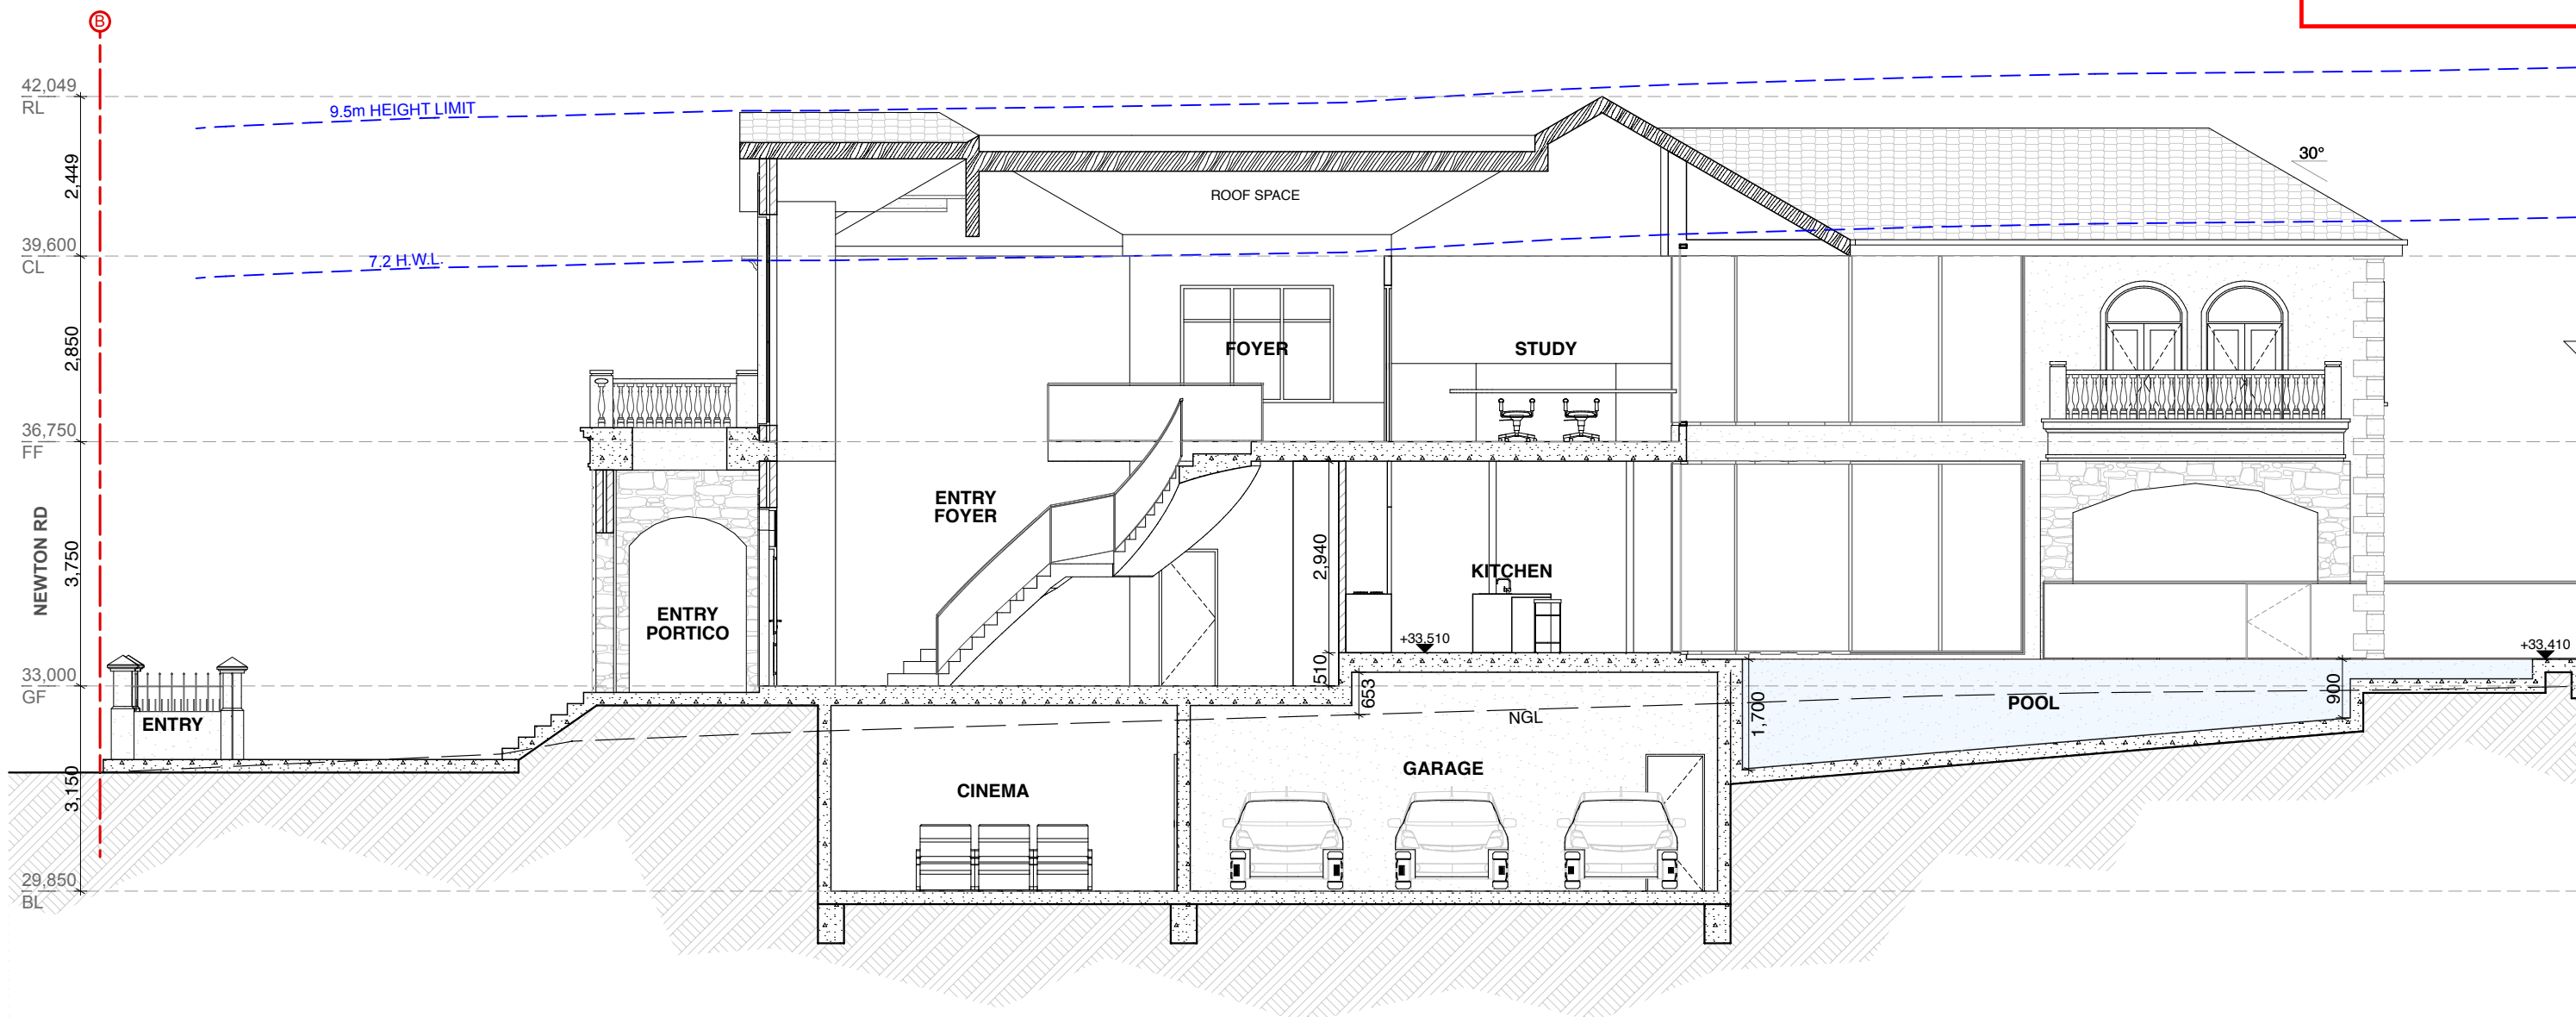 B
42,049
RL
9.5m HEIGHT LIMIT
2,449
30°
ROOF SPACE
39,600
CL
7.2 H.W.L.
2,850
FOYER
STUDY
36,750
FF
ENTRY
FOYER
NEWTON RD
3,750
2,940
KITCHEN
ENTRY
PORTICO
+33,510
+33,410
33,000
GF
510
653
1,700
900
NGL
POOL
ENTRY
3,150
GARAGE
CINEMA
29,850
BL